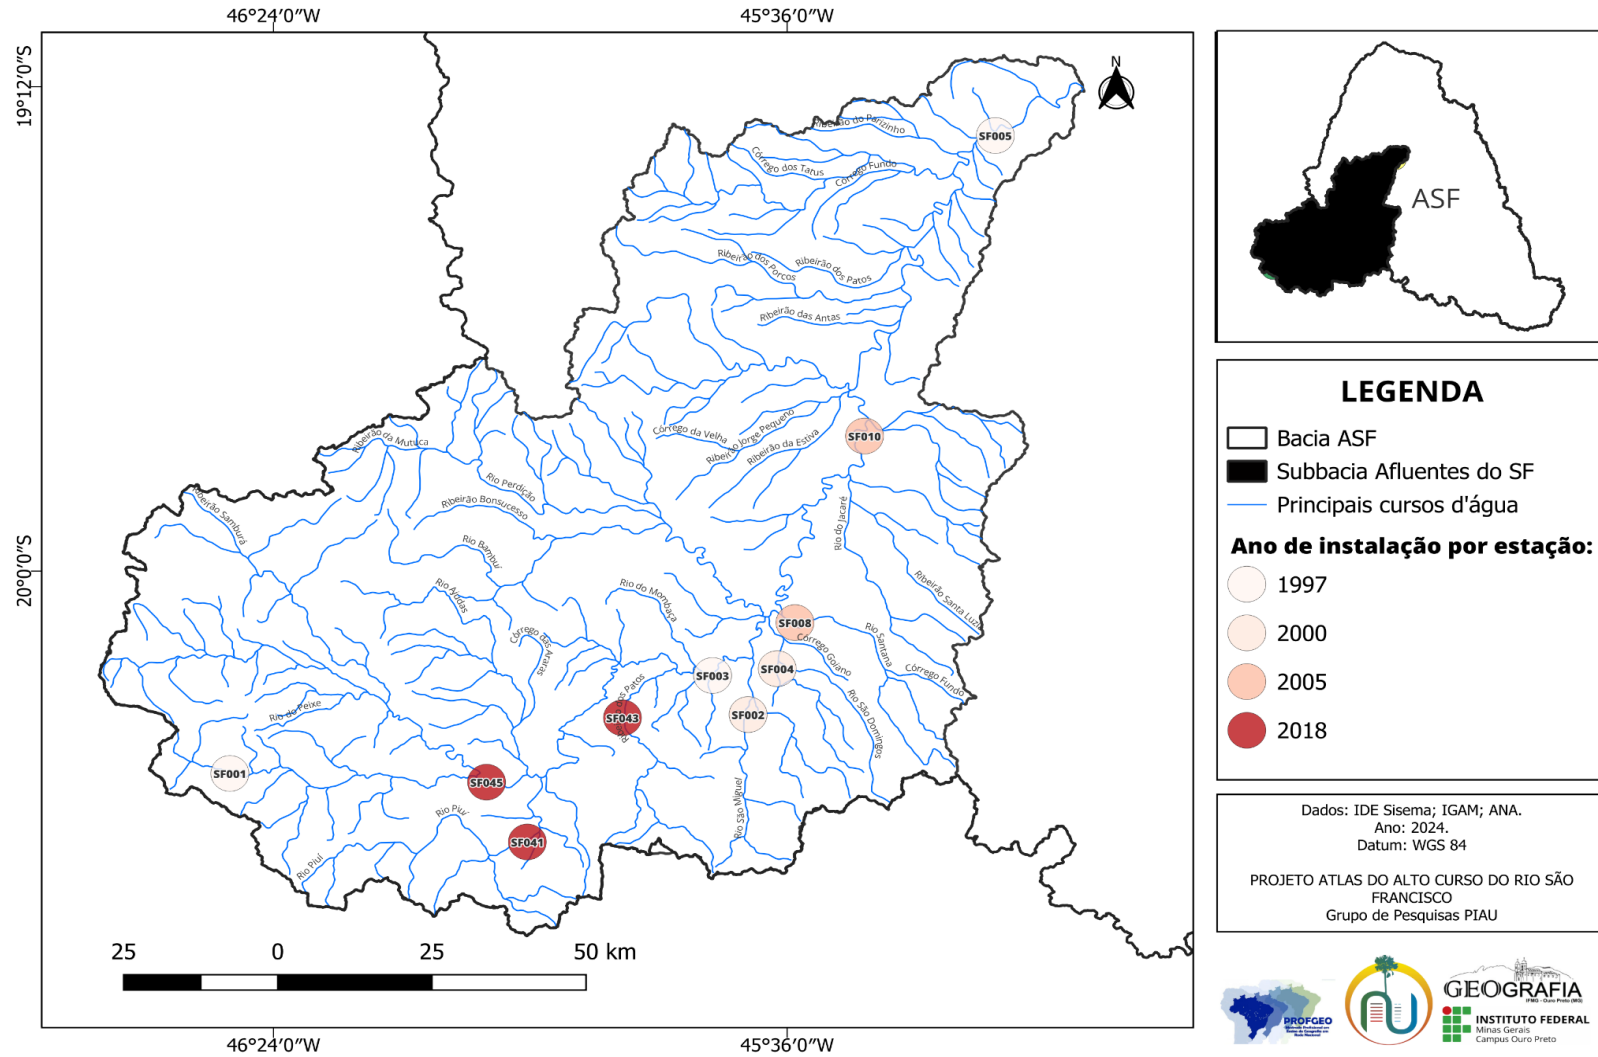 46°24′0″W
45°36′0″W
19°12′0″S
20°0′0″S
N
SF005
Ribeirão do Parizinho
Córrego dos Tatus
Córrego Fundo
Ribeirão dos Porcos
Ribeirão dos Patos
Ribeirão das Antas
Córrego da Velha
Ribeirão Jorge Pequeno
Ribeirão da Estiva
SF010
Ribeirão da Mutuca
Rio Perdição
Ribeirão Bonsucesso
Ribeirão Samburá
Rio do Jacaré
Rio Bambuí
Rio Ajudas
Rio do Mombaça
Ribeirão Santa Luzia
SF008
Córrego das Araras
Córrego Goiano
Rio Santana
Córrego Fundo
SF003
SF004
SF002
SF043
dos Patos
Rio São Domingos
Rio do Peixe
SF001
SF045
Rio Piuí
SF041
Rio São Miguel
Rio Piuí
25 0 25 50 km
46°24′0″W
45°36′0″W
ASF
LEGENDA
Bacia ASF
Subbacia Afluentes do SF
Principais cursos d'água
Ano de instalação por estação:
1997
2000
2005
2018
Dados: IDE Sisema; IGAM; ANA.
Ano: 2024.
Datum: WGS 84
PROJETO ATLAS DO ALTO CURSO DO RIO SÃO
FRANCISCO
Grupo de Pesquisas PIAU
PROFGEO
GEOGRAFIA
IFMG - Ouro Preto (MG)
INSTITUTO FEDERAL
Minas Gerais
Campus Ouro Preto